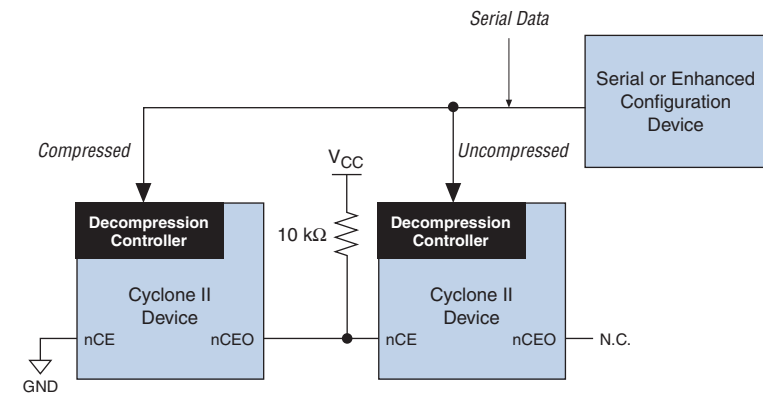 Serial Data
Serial or Enhanced
Configuration
Device
Compressed
VCC
Uncompressed
Decompression
Controller
10 kΩ
Decompression
Controller
Cyclone II
Device
Cyclone II
Device
nCE
nCEO
nCE
nCEO
N.C.
GND